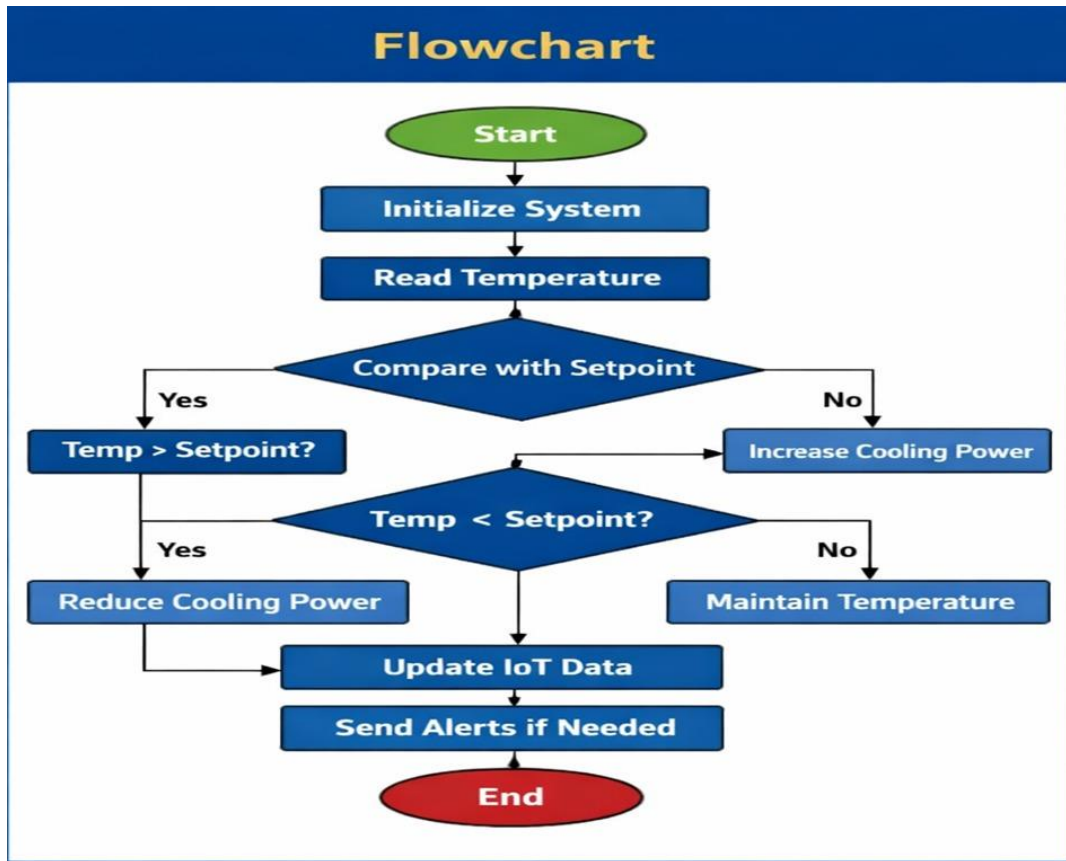 Flowchart
Start
Initialize System
Read Temperature
Compare with Setpoint
Yes
No
Temp > Setpoint?
Increase Cooling Power
Temp < Setpoint?
Yes
No
Reduce Cooling Power
Maintain Temperature
Update IoT Data
Send Alerts if Needed
End